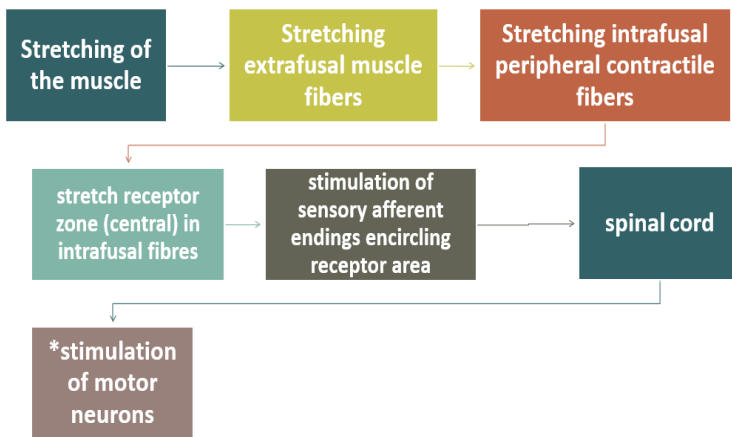 Stretching of
the muscle
Stretching
extrafusal muscle
fibers
Stretching intrafusal
peripheral contractile
fibers
stretch receptor
zone (central) in
intrafusal fibres
stimulation of
sensory afferent
endings encircling
receptor area
spinal cord
*stimulation
of motor
neurons